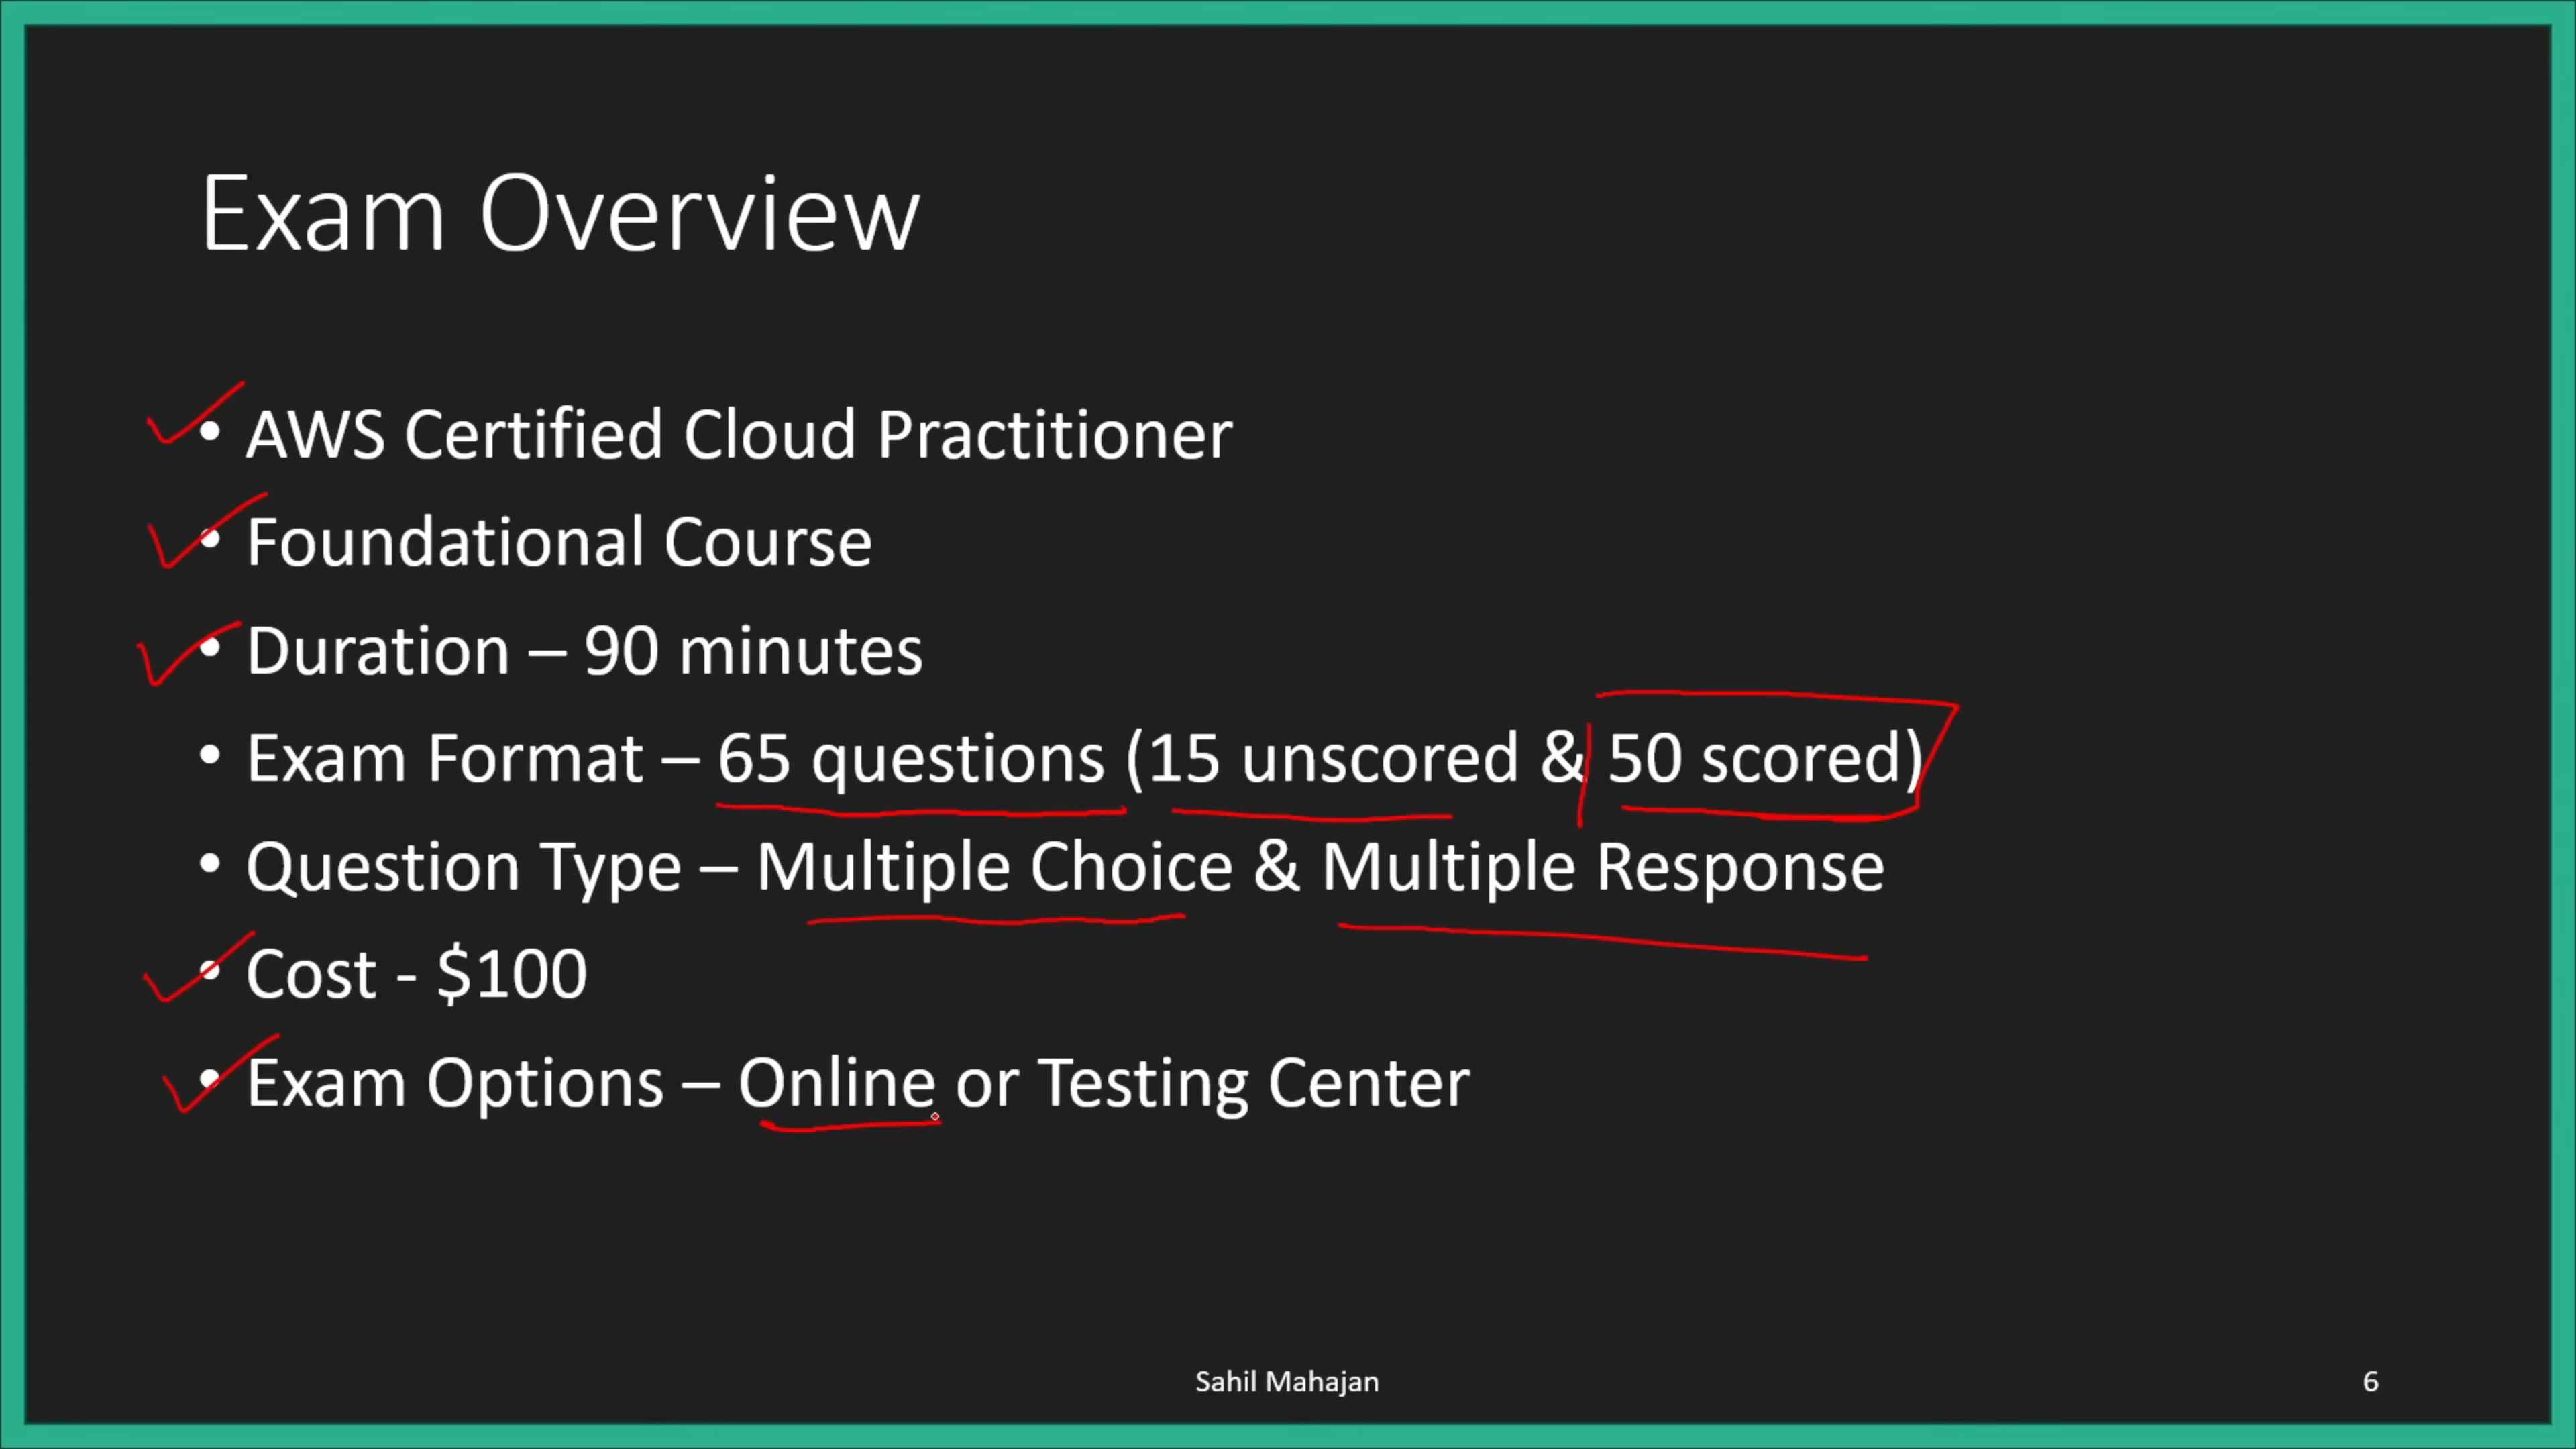 Exam Overview
• AWS Certified Cloud Practitioner
• Foundational Course
• Duration – 90 minutes
• Exam Format – 65 questions (15 unscored & 50 scored)
• Question Type – Multiple Choice & Multiple Response
• Cost - $100
• Exam Options – Online or Testing Center
Sahil Mahajan
6